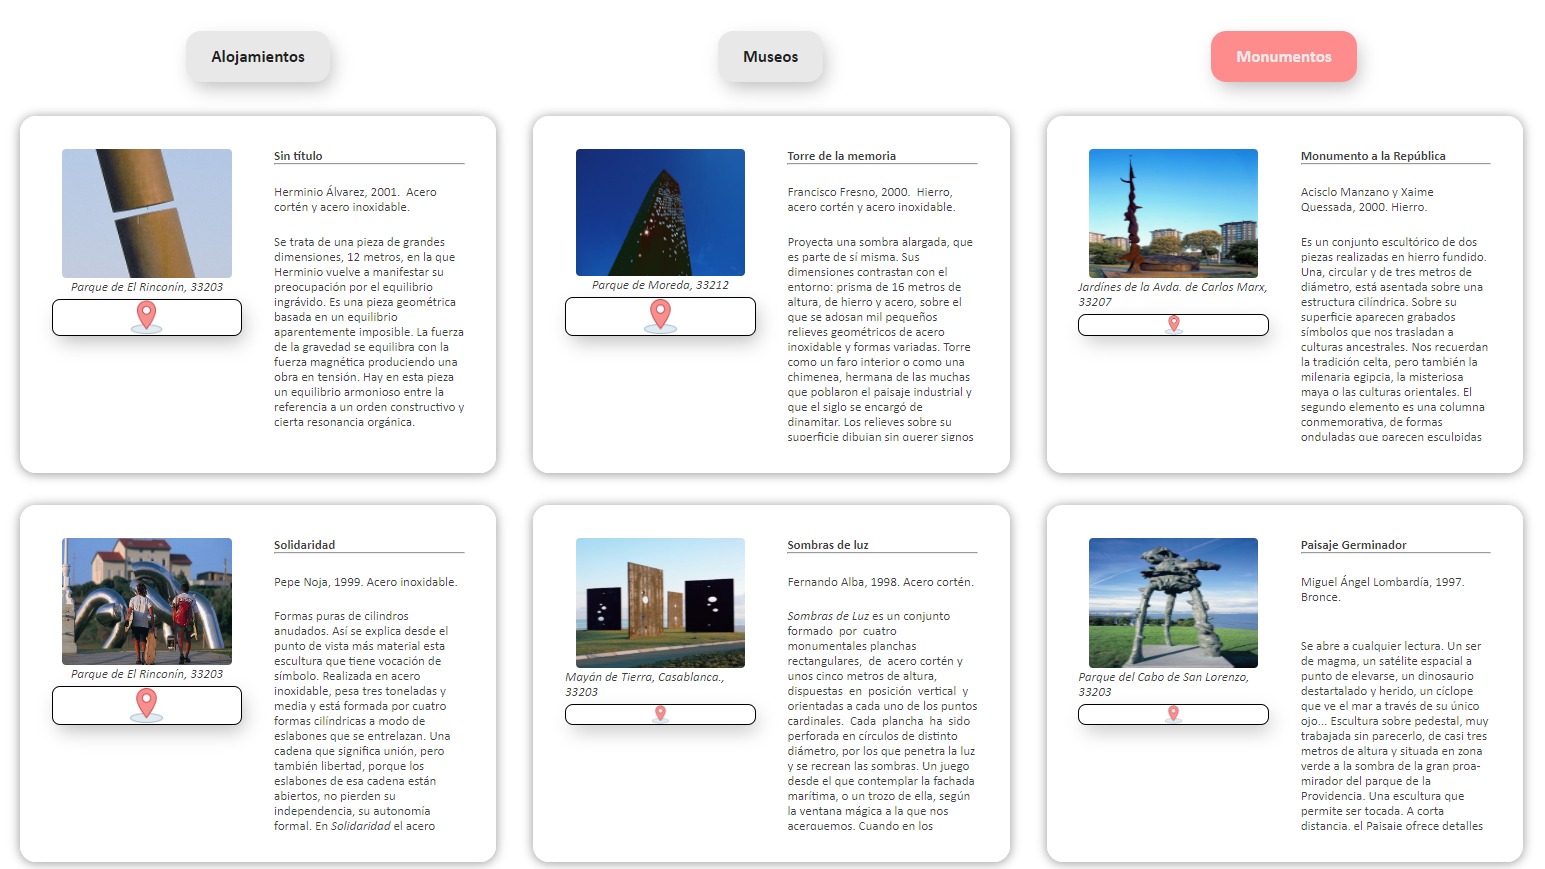 Alojamientos
Museos
Monumentos
Sin título
Herminio Álvarez, 2001.  Acero
cortén y acero inoxidable.
Se trata de una pieza de grandes
dimensiones, 12 metros, en la que
Herminio vuelve a manifestar su
preocupación por el equilibrio
ingrávido. Es una pieza geométrica
basada en un equilibrio
aparentemente imposible. La fuerza
de la gravedad se equilibra con la
fuerza magnética produciendo una
obra en tensión. Hay en esta pieza
un equilibrio armonioso entre la
referencia a un orden constructivo y
cierta resonancia orgánica.
Parque de El Rinconín, 33203
Torre de la memoria
Francisco Fresno, 2000.  Hierro,
acero cortén y acero inoxidable.
Proyecta una sombra alargada, que
es parte de sí misma. Sus
dimensiones contrastan con el
entorno: prisma de 16 metros de
altura, de hierro y acero, sobre el
que se adosan mil pequeños
relieves geométricos de acero
inoxidable y formas variadas. Torre
como un faro interior o como una
chimenea, hermana de las muchas
que poblaron el paisaje industrial y
que el siglo se encargó de
dinamitar. Los relieves sobre su
superficie dibujan sin querer signos
Parque de Moreda, 33212
Monumento a la República
Acisclo Manzano y Xaime
Quessada, 2000. Hierro.
Es un conjunto escultórico de dos
piezas realizadas en hierro fundido.
Una, circular y de tres metros de
diámetro, está asentada sobre una
estructura cilíndrica. Sobre su
superficie aparecen grabados
símbolos que nos trasladan a
culturas ancestrales. Nos recuerdan
la tradición celta, pero también la
milenaria egipcia, la misteriosa
maya o las culturas orientales. El
segundo elemento es una columna
conmemorativa, de formas
onduladas que parecen esculpidas
Jardínes de la Avda. de Carlos Marx,
33207
Solidaridad
Pepe Noja, 1999. Acero inoxidable.
Formas puras de cilindros
anudados. Así se explica desde el
punto de vista más material esta
escultura que tiene vocación de
símbolo. Realizada en acero
inoxidable, pesa tres toneladas y
media y está formada por cuatro
formas cilíndricas a modo de
eslabones que se entrelazan. Una
cadena que significa unión, pero
también libertad, porque los
eslabones de esa cadena están
abiertos, no pierden su
independencia, su autonomía
formal. En Solidaridad el acero
Parque de El Rinconín, 33203
Sombras de luz
Fernando Alba, 1998. Acero cortén.
Sombras de Luz es un conjunto
formado  por  cuatro
monumentales planchas
rectangulares,  de  acero cortén y
unos cinco metros de altura,
dispuestas  en  posición  vertical  y
orientadas a cada uno de los puntos
cardinales.  Cada  plancha  ha  sido
perforada en círculos de distinto
diámetro, por los que penetra la luz
y se recrean las sombras. Un juego
desde el que contemplar la fachada
marítima, o un trozo de ella, según
la ventana mágica a la que nos
acerquemos. Cuando en los
Mayán de Tierra, Casablanca.,
33203
Paisaje Germinador
Miguel Ángel Lombardía, 1997.
Bronce.
Se abre a cualquier lectura. Un ser
de magma, un satélite espacial a
punto de elevarse, un dinosaurio
destartalado y herido, un cíclope
que ve el mar a través de su único
ojo... Escultura sobre pedestal, muy
trabajada sin parecerlo, de casi tres
metros de altura y situada en zona
verde a la sombra de la gran proa-
mirador del parque de la
Providencia. Una escultura que
permite ser tocada. A corta
distancia, el Paisaje ofrece detalles
Parque del Cabo de San Lorenzo,
33203